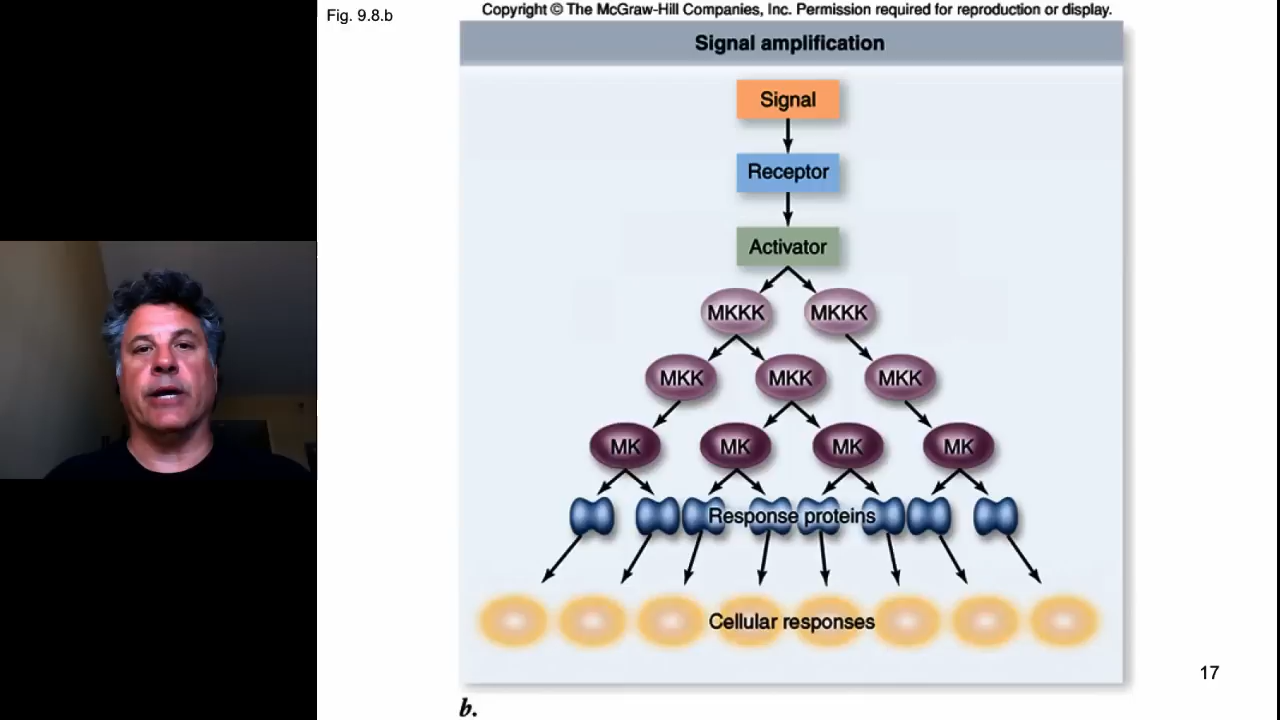 Fig. 9.8.b
Copyright © The McGraw-Hill Companies, Inc. Permission required for reproduction or display.
Signal amplification
Signal
Receptor
Activator
MKKK MKKK
MKK MKK MKK
MK MK MK MK
Response proteins
Cellular responses
17
b.